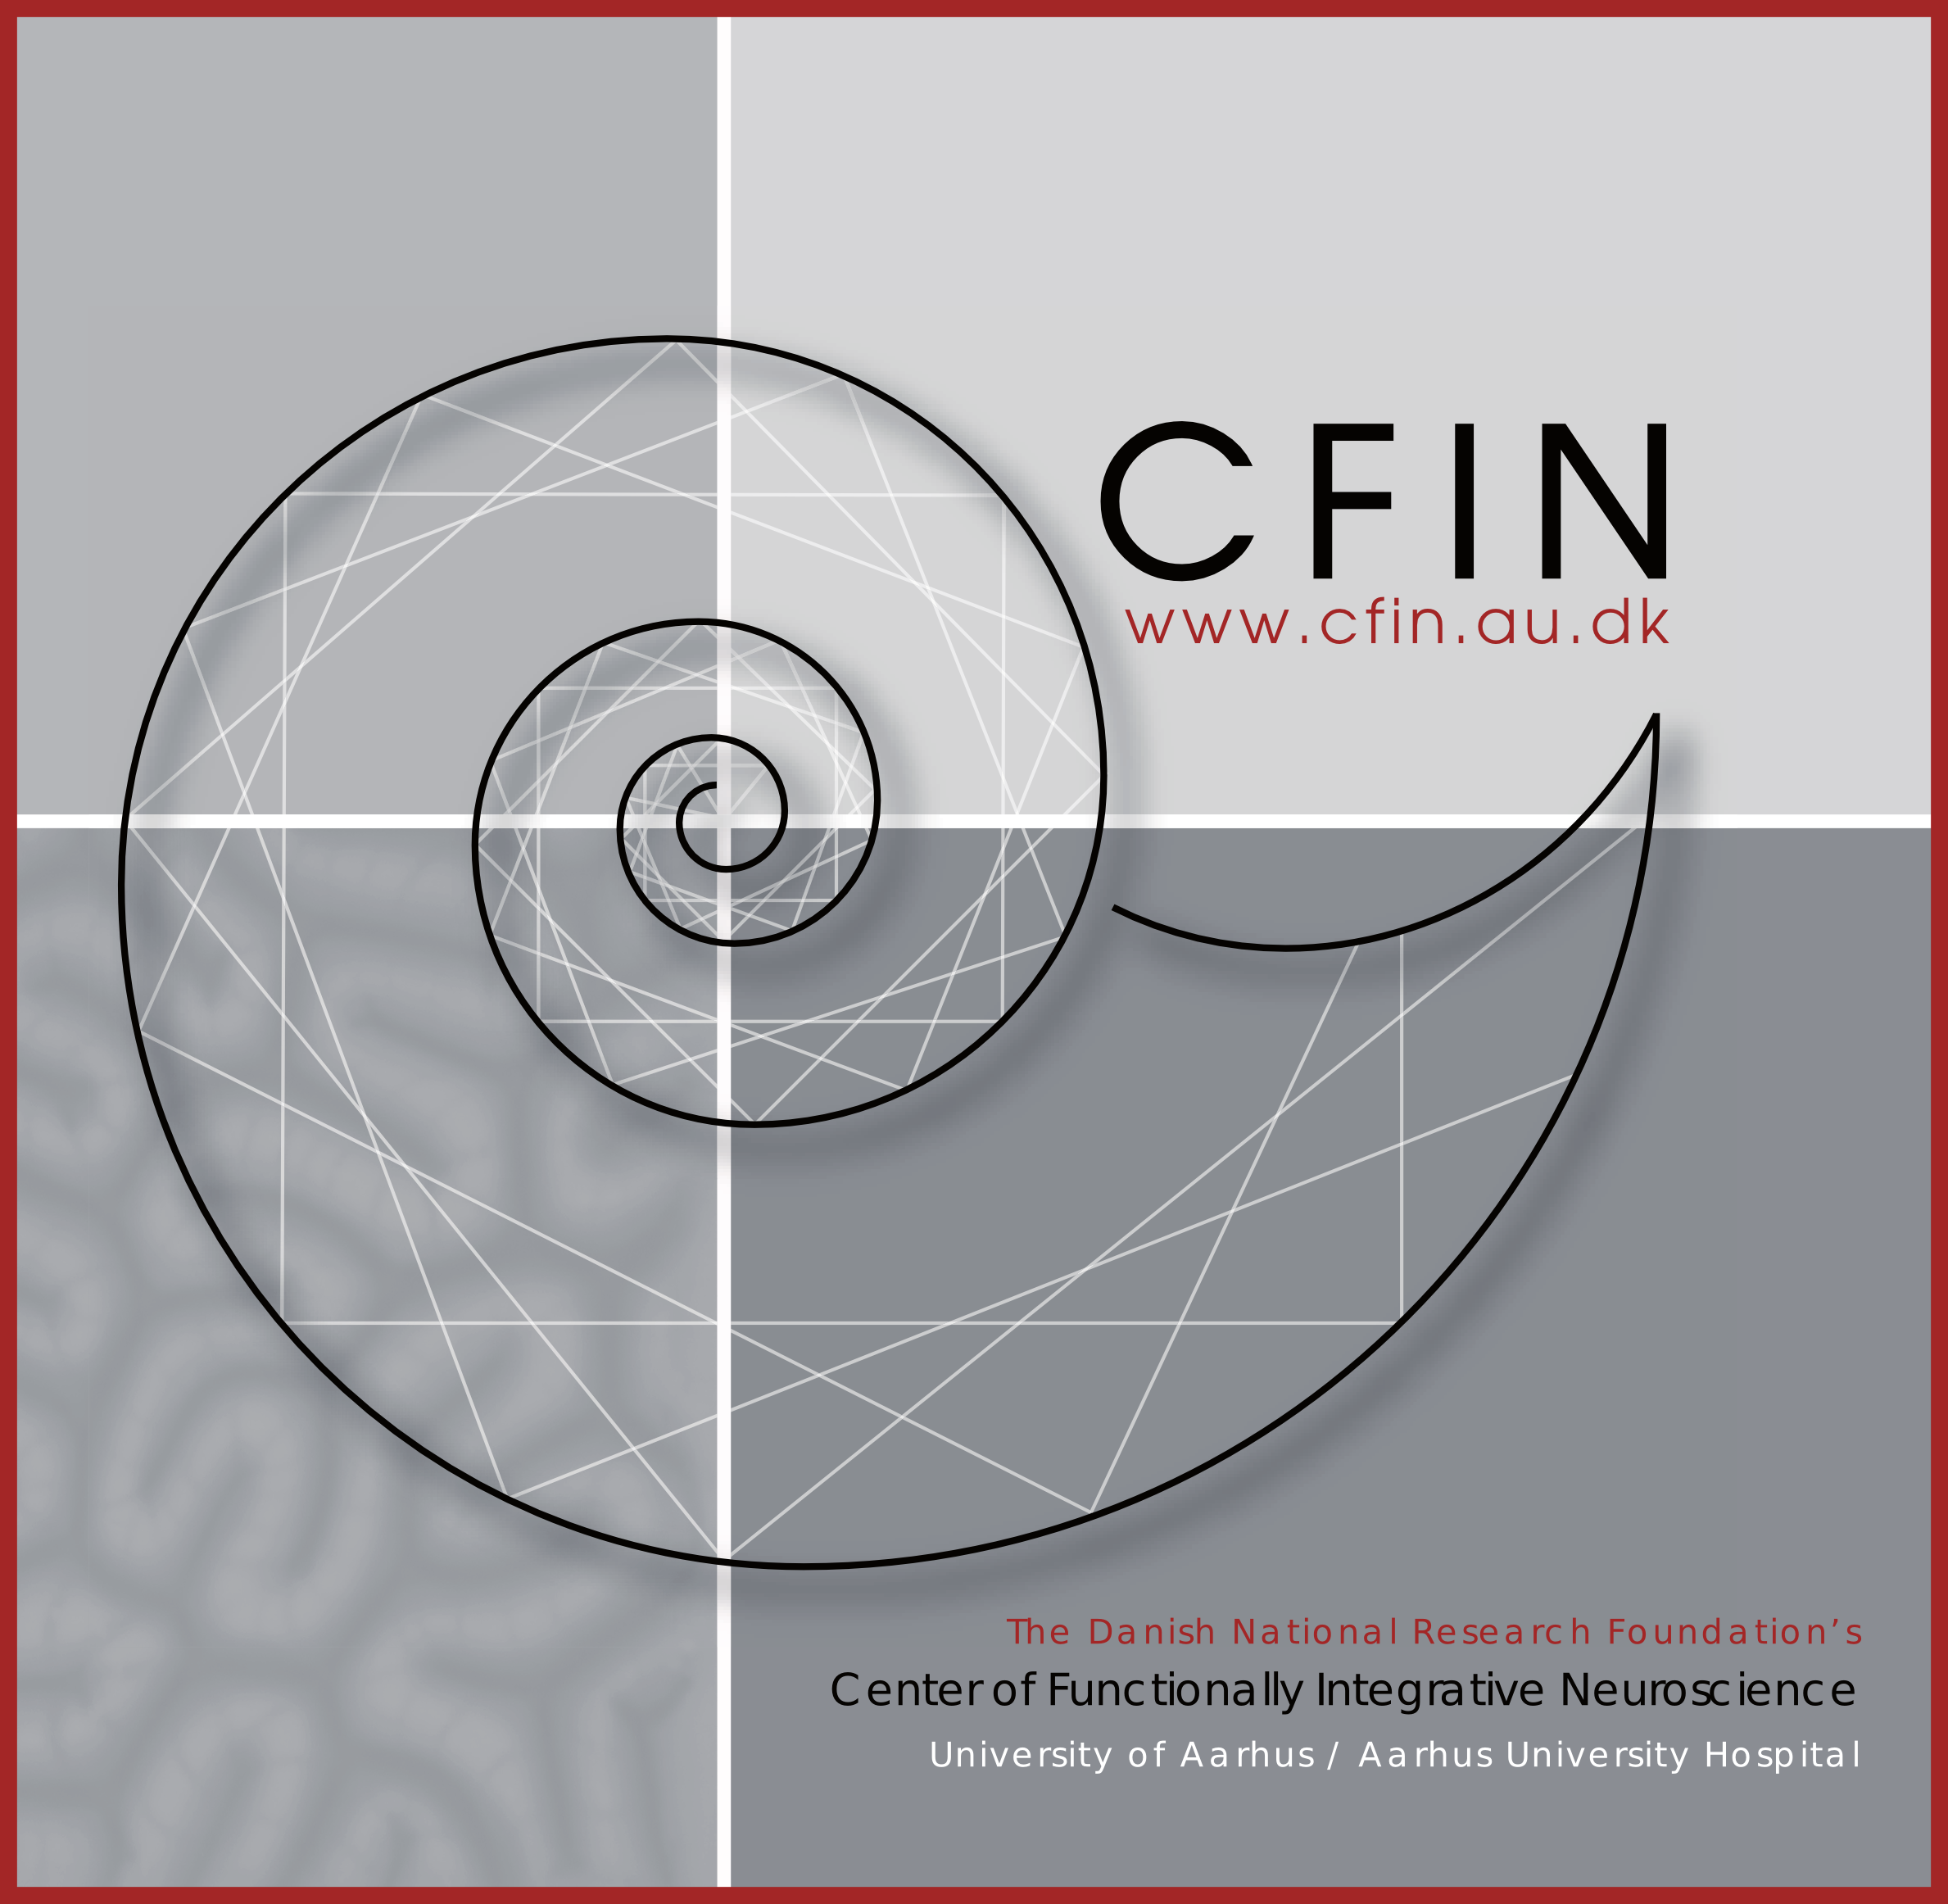 CFIN
www.cfin.au.dk
The Danish National Research Foundation’s
Center of Functionally Integrative Neuroscience
University of Aarhus / Aarhus University Hospital